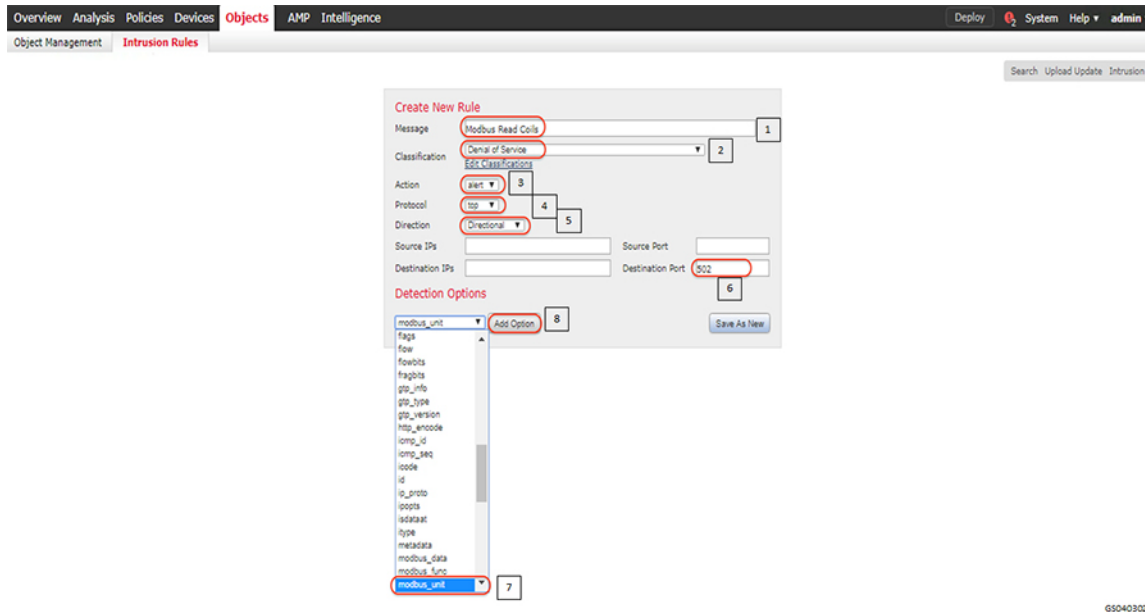 Overview Analysis Policies Devices Objects AMP Intelligence Deploy 2 System Help ▾ admin
Object Management Intrusion Rules
Search Upload Update Intrusion
Create New Rule
Message Modbus Read Coils 1
Classification Denial of Service 2
Edit Classifications
Action alert 3
Protocol tcp 4
Direction Directional 5
Source IPs Source Port
Destination IPs Destination Port 502
6
Detection Options
modbus_unit Add Option 8 Save As New
flags
flow
flowbits
fragbits
gtp_info
gtp_type
gtp_version
http_encode
icmp_id
icmp_seq
icode
id
ip_proto
ipopts
isdataat
itype
metadata
modbus_data
modbus_func
modbus_unit 7
GS040302